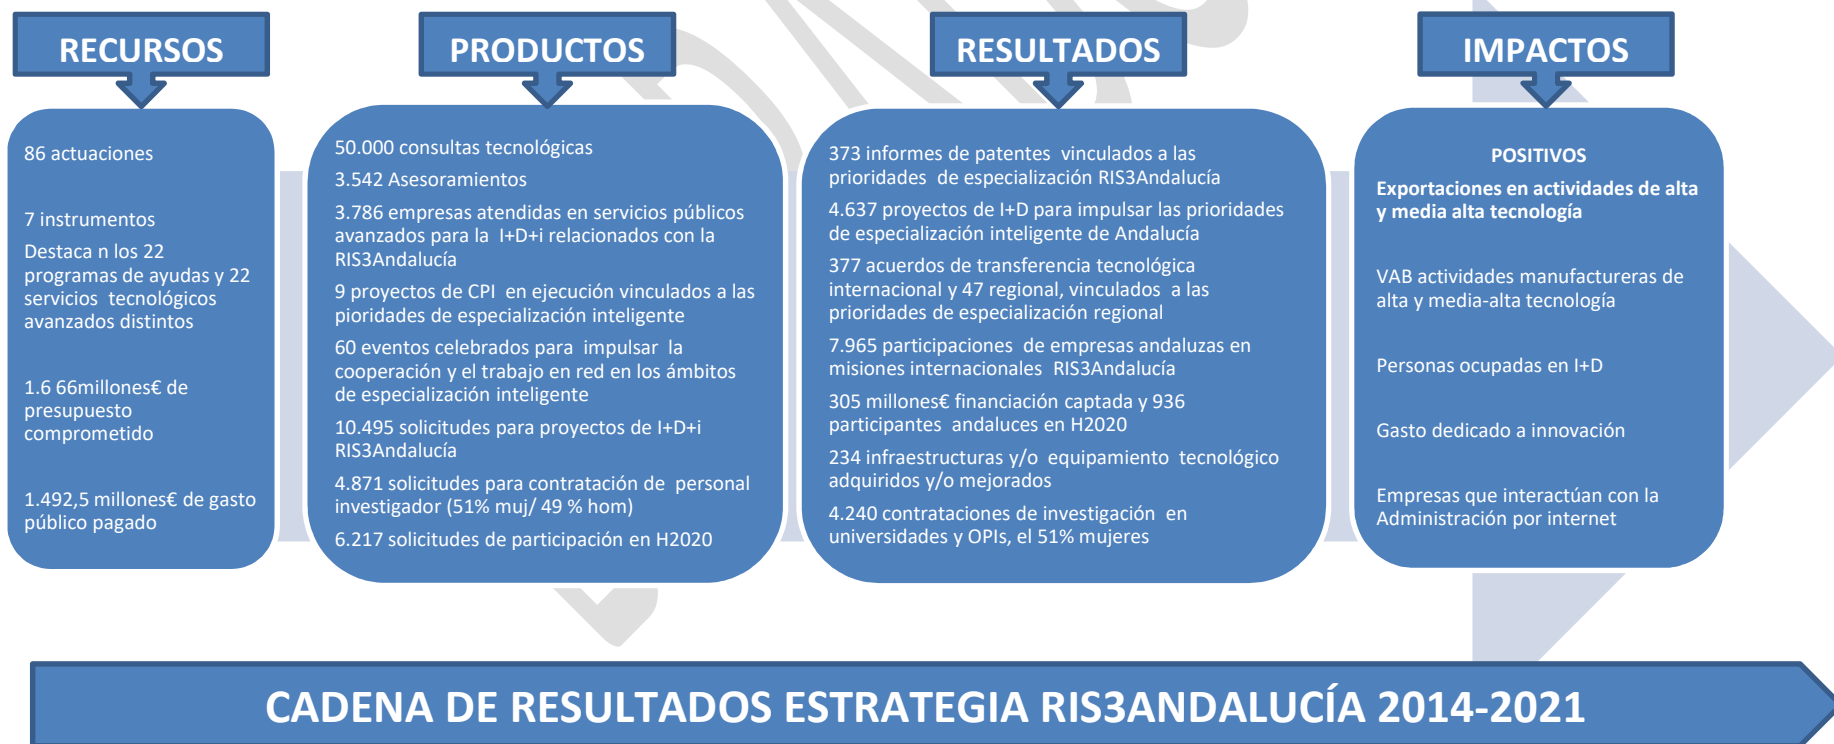 RECURSOS
86 actuaciones
7 instrumentos
Destaca n los 22
programas de ayudas y 22
servicios tecnológicos
avanzados distintos
1.6 66millones€ de
presupuesto
comprometido
1.492,5 millones€ de gasto
público pagado
PRODUCTOS
50.000 consultas tecnológicas
3.542 Asesoramientos
3.786 empresas atendidas en servicios públicos
avanzados para la I+D+i relacionados con la
RIS3Andalucía
9 proyectos de CPI en ejecución vinculados a las
pioridades de especialización inteligente
60 eventos celebrados para impulsar la
cooperación y el trabajo en red en los ámbitos
de especialización inteligente
10.495 solicitudes para proyectos de I+D+i
RIS3Andalucía
4.871 solicitudes para contratación de personal
investigador (51% muj/ 49 % hom)
6.217 solicitudes de participación en H2020
RESULTADOS
373 informes de patentes vinculados a las
prioridades de especialización RIS3Andalucía
4.637 proyectos de I+D para impulsar las prioridades
de especialización inteligente de Andalucía
377 acuerdos de transferencia tecnológica
internacional y 47 regional, vinculados a las
prioridades de especialización regional
7.965 participaciones de empresas andaluzas en
misiones internacionales RIS3Andalucía
305 millones€ financiación captada y 936
participantes andaluces en H2020
234 infraestructuras y/o equipamiento tecnológico
adquiridos y/o mejorados
4.240 contrataciones de investigación en
universidades y OPIs, el 51% mujeres
IMPACTOS
POSITIVOS
Exportaciones en actividades de alta
y media alta tecnología
VAB actividades manufactureras de
alta y media-alta tecnología
Personas ocupadas en I+D
Gasto dedicado a innovación
Empresas que interactúan con la
Administración por internet
CADENA DE RESULTADOS ESTRATEGIA RIS3ANDALUCÍA 2014-2021